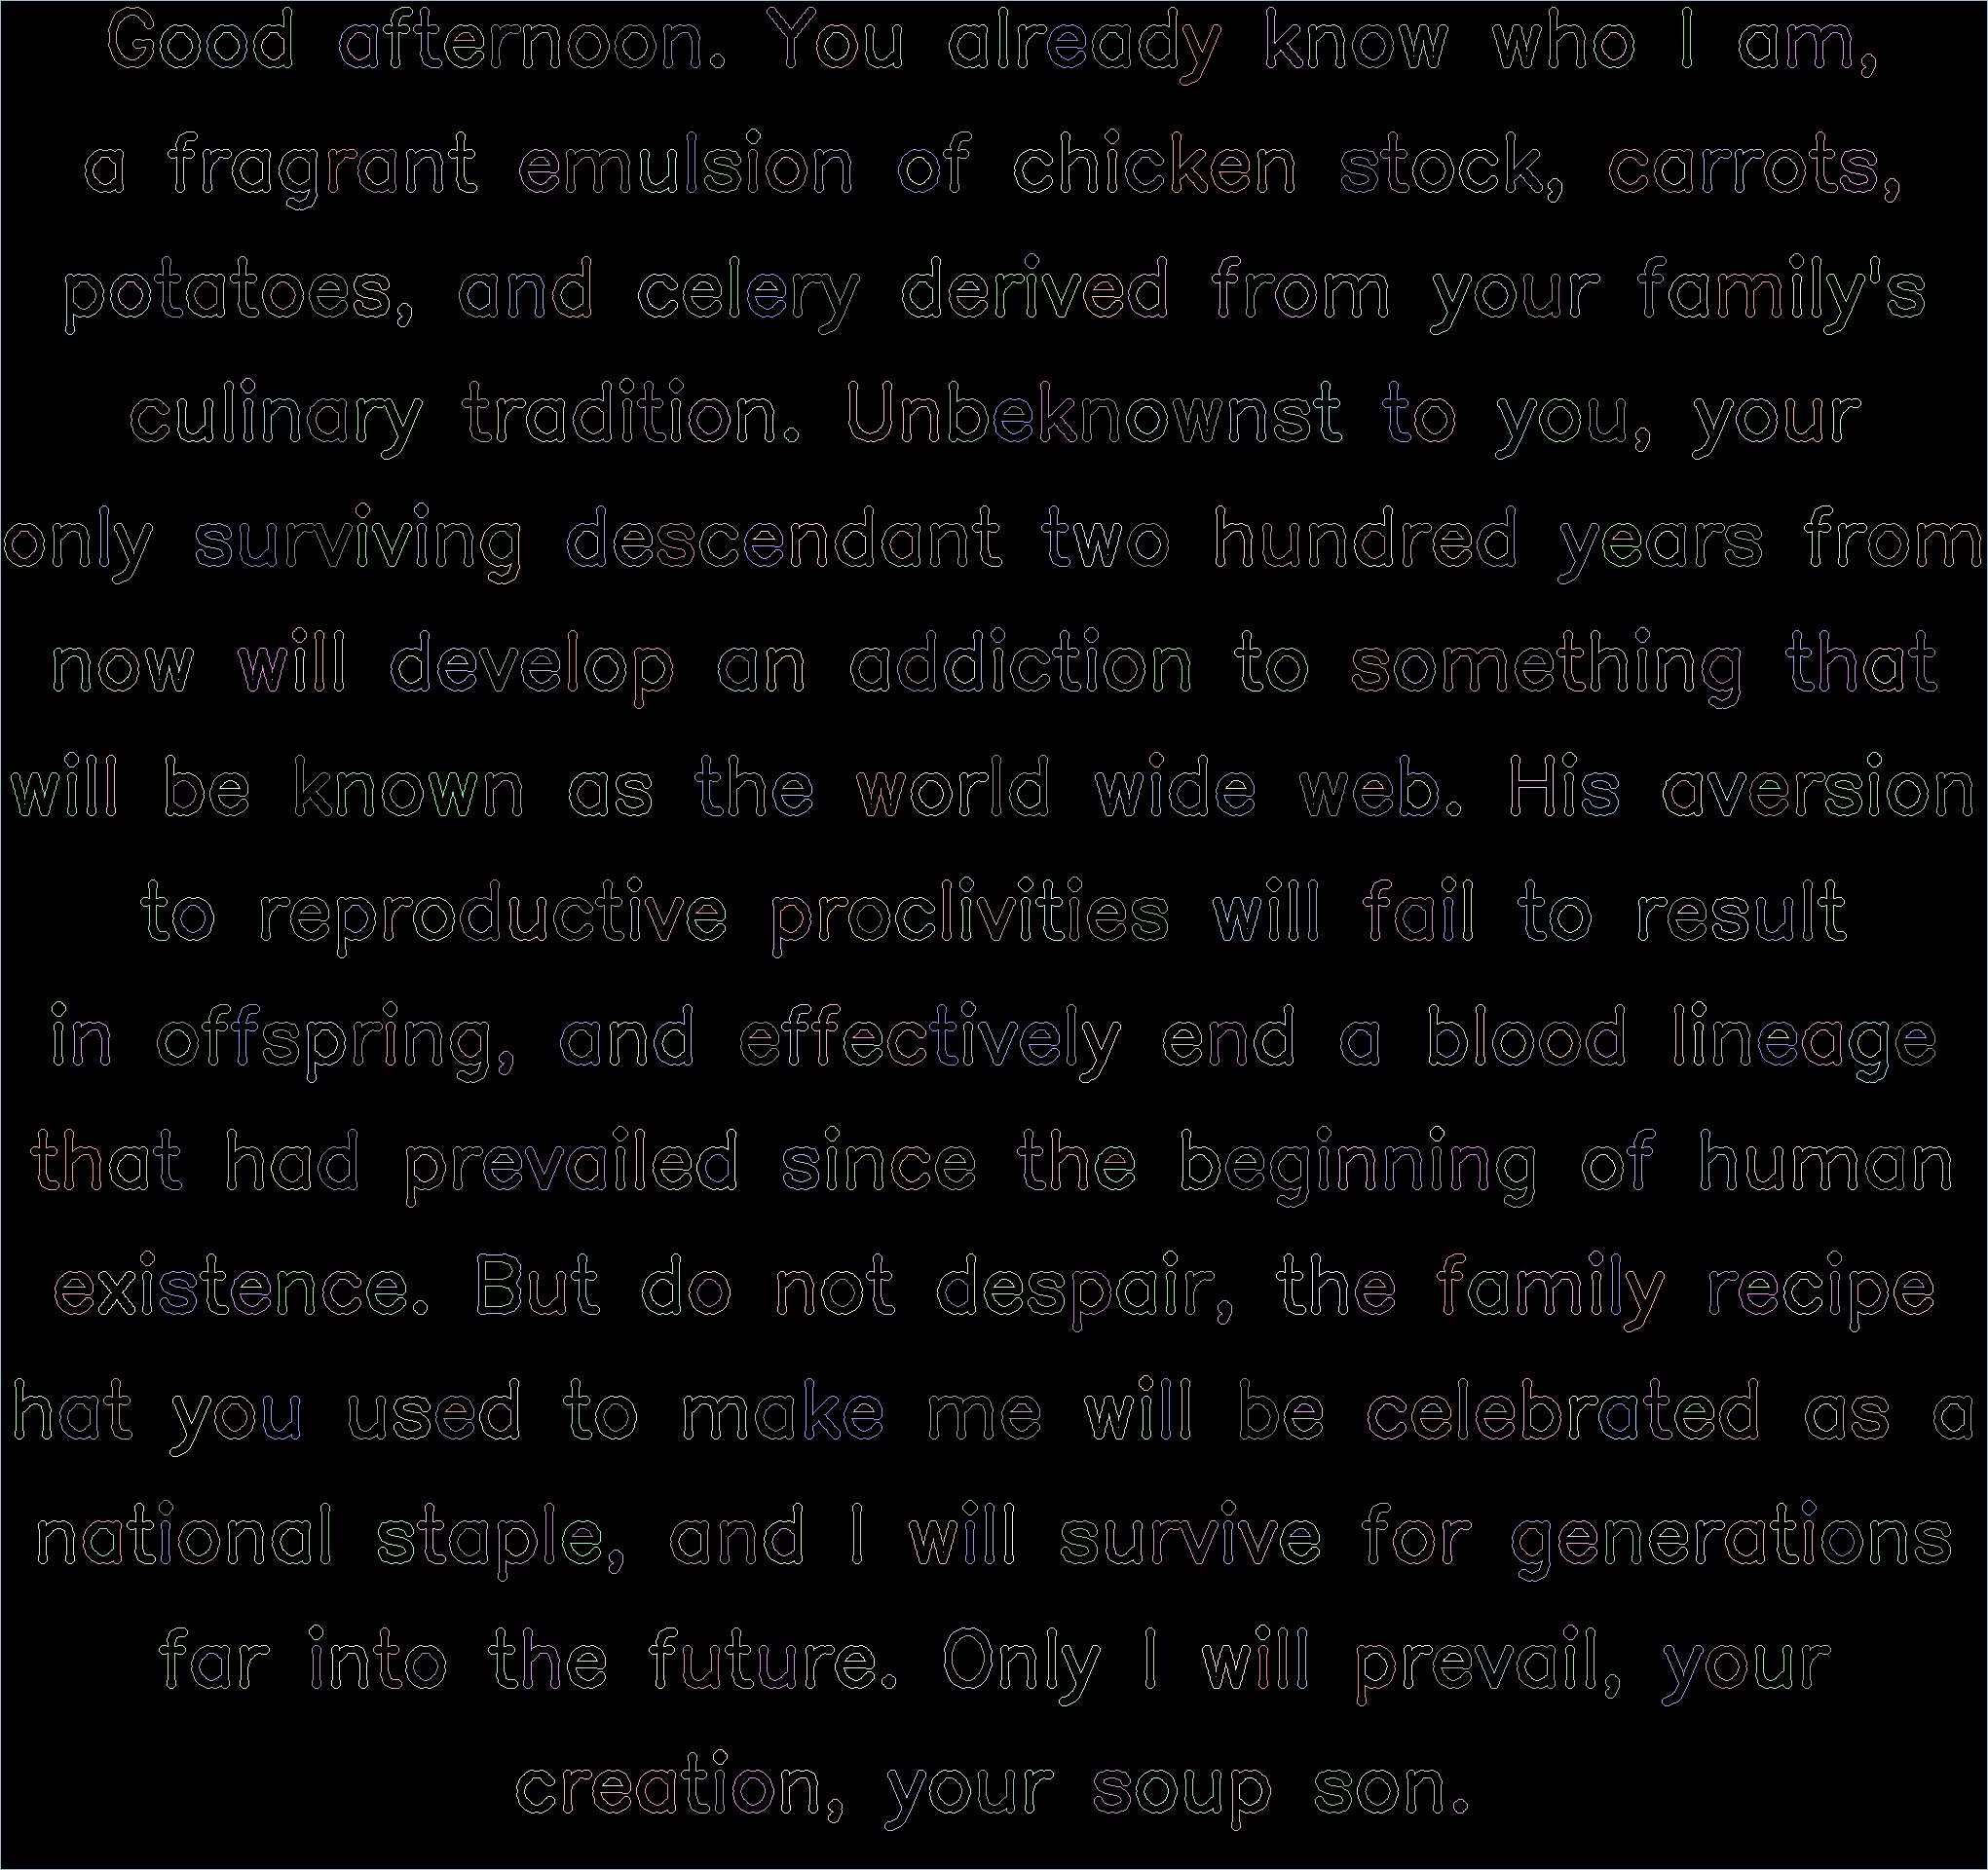 Good afternoon. You already know who I am,
a fragrant emulsion of chicken stock, carrots,
potatoes, and celery derived from your family's
culinary tradition. Unbeknownst to you, your
only surviving descendant two hundred years from
now will develop an addiction to something that
will be known as the world wide web. His aversion
to reproductive proclivities will fail to result
in offspring, and effectively end a blood lineage
that had prevailed since the beginning of human
existence. But do not despair, the family recipe
hat you used to make me will be celebrated as a
national staple, and I will survive for generations
far into the future. Only I will prevail, your
creation, your soup son.